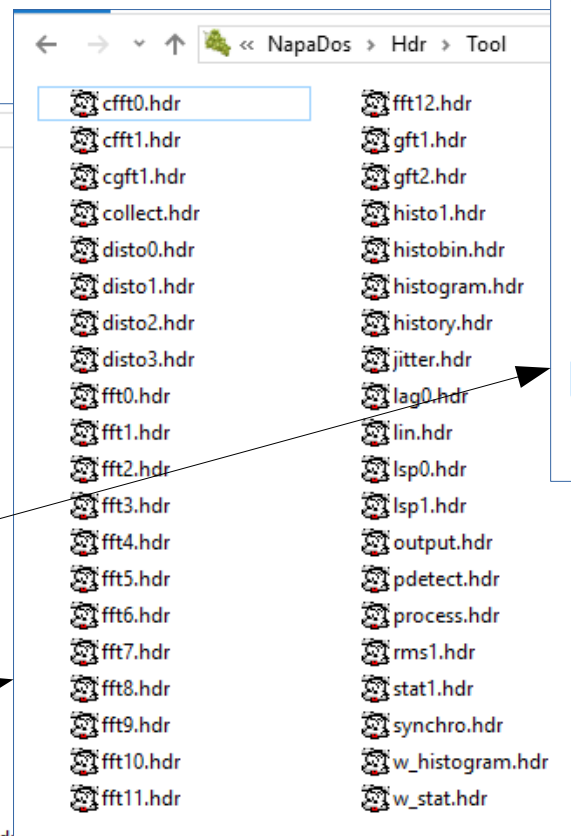 « NapaDos > Hdr > Tool
cfft0.hdr
cfft1.hdr
cgft1.hdr
collect.hdr
disto0.hdr
disto1.hdr
disto2.hdr
disto3.hdr
fft0.hdr
fft1.hdr
fft2.hdr
fft3.hdr
fft4.hdr
fft5.hdr
fft6.hdr
fft7.hdr
fft8.hdr
fft9.hdr
fft10.hdr
fft11.hdr
fft12.hdr
gft1.hdr
gft2.hdr
histo1.hdr
histobin.hdr
histogram.hdr
history.hdr
jitter.hdr
lag0.hdr
lin.hdr
lsp0.hdr
lsp1.hdr
output.hdr
pdetect.hdr
process.hdr
rms1.hdr
stat1.hdr
synchro.hdr
w_histogram.hdr
w_stat.hdr